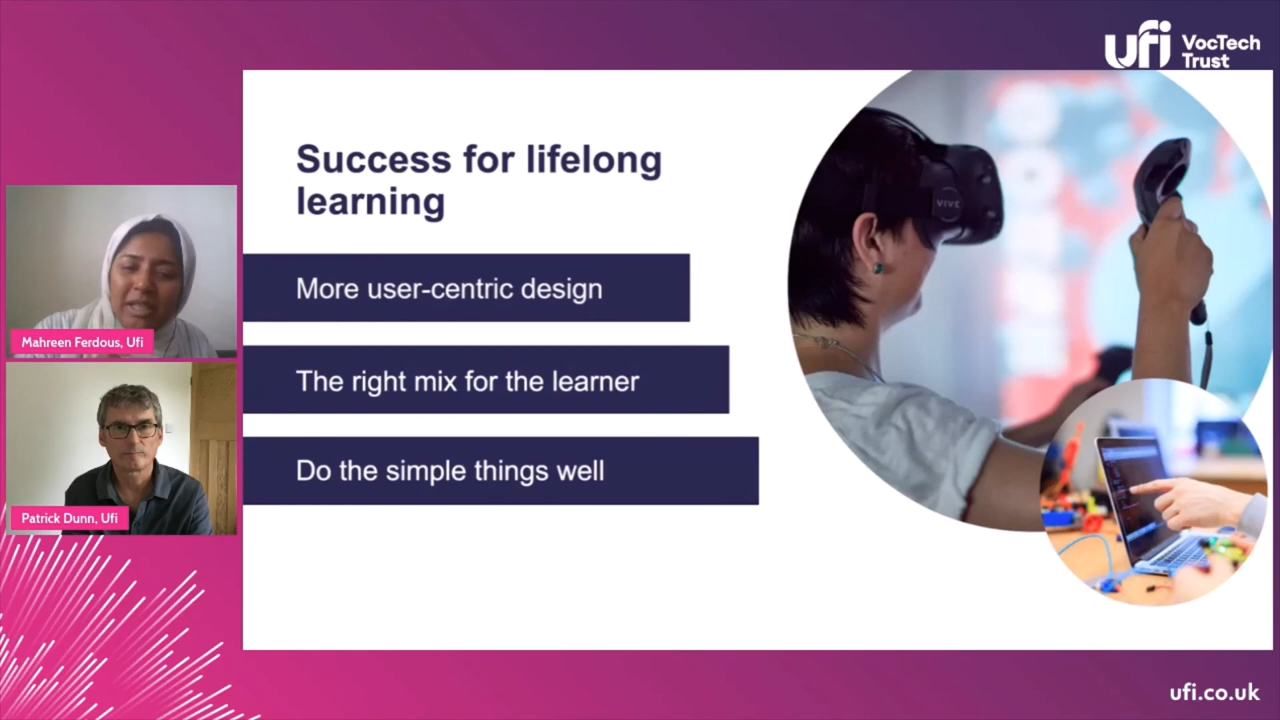 ufi VocTech
Trust
Success for lifelong
learning
More user-centric design
The right mix for the learner
Do the simple things well
VIVE
Mahreen Ferdous, Ufi
Patrick Dunn, Ufi
ufi.co.uk